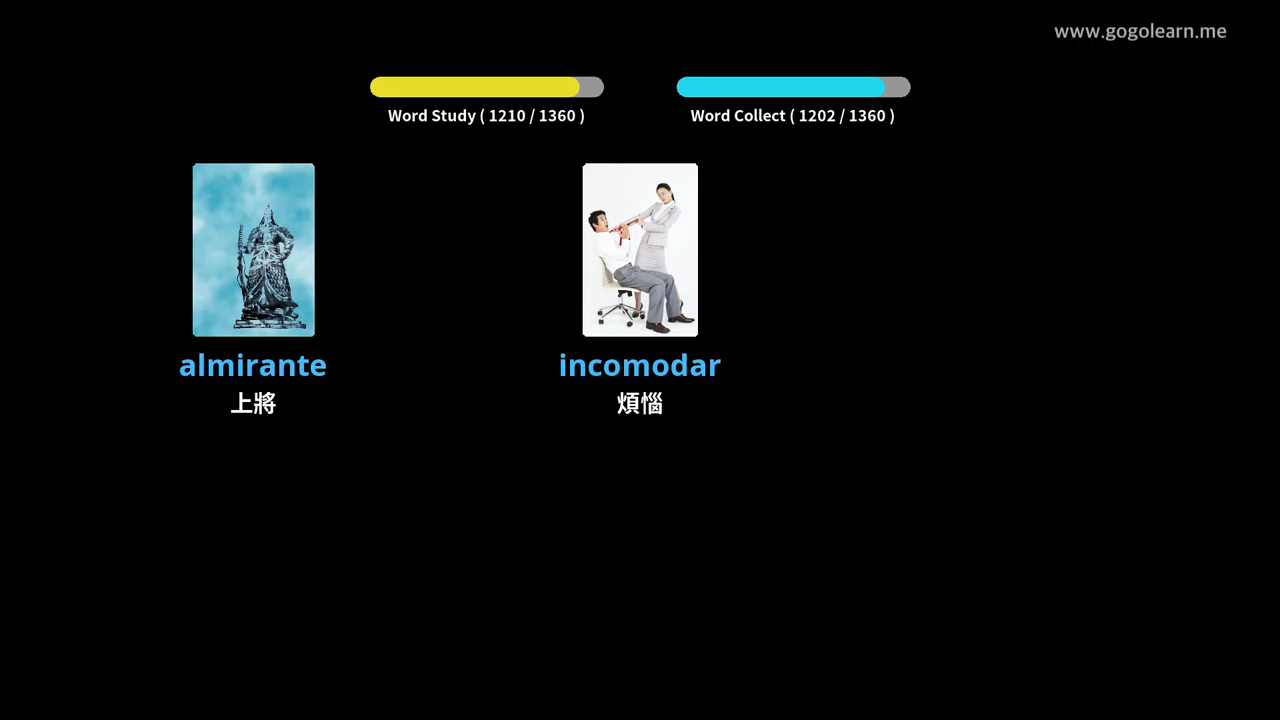 www.gogolearn.me
Word Study ( 1210 / 1360 )
Word Collect ( 1202 / 1360 )
almirante
上將
incomodar
煩惱